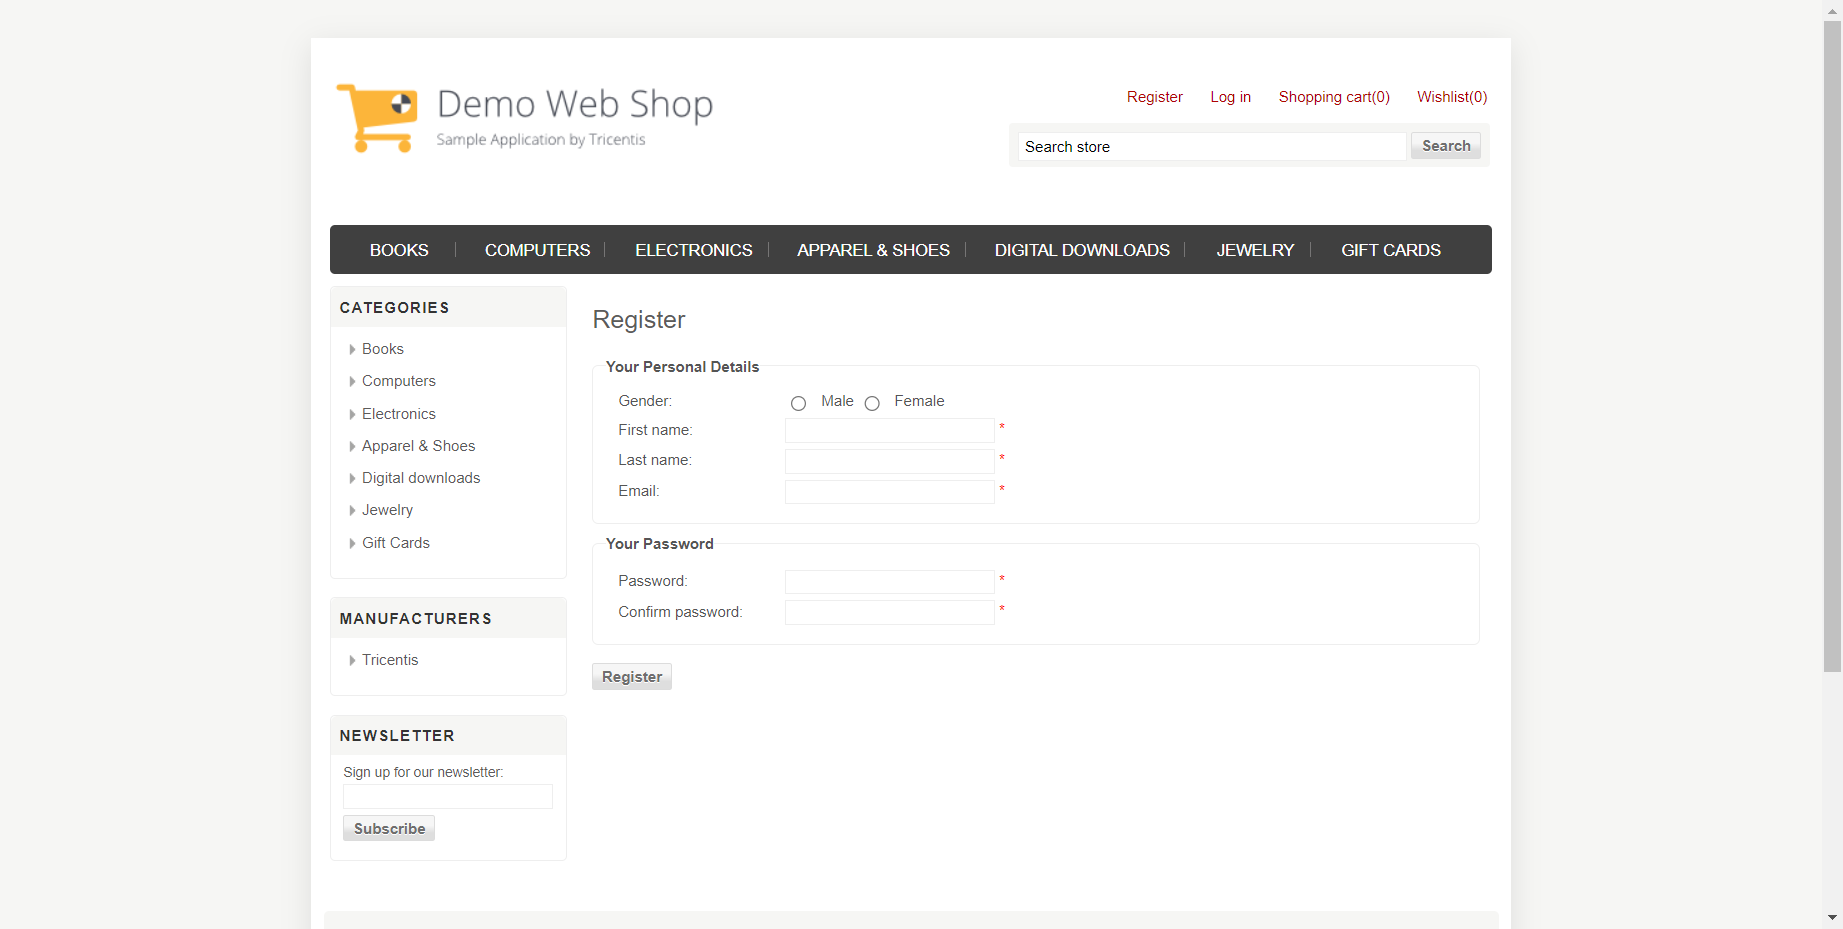 Demo Web Shop
Sample Application by Tricentis
Register Log in Shopping cart(0) Wishlist(0)
Search store Search
BOOKS COMPUTERS ELECTRONICS APPAREL & SHOES DIGITAL DOWNLOADS JEWELRY GIFT CARDS
CATEGORIES
Books
Computers
Electronics
Apparel & Shoes
Digital downloads
Jewelry
Gift Cards
MANUFACTURERS
Tricentis
NEWSLETTER
Sign up for our newsletter:
Subscribe
Register
Your Personal Details
Gender: Male Female
First name: *
Last name: *
Email: *
Your Password
Password: *
Confirm password: *
Register